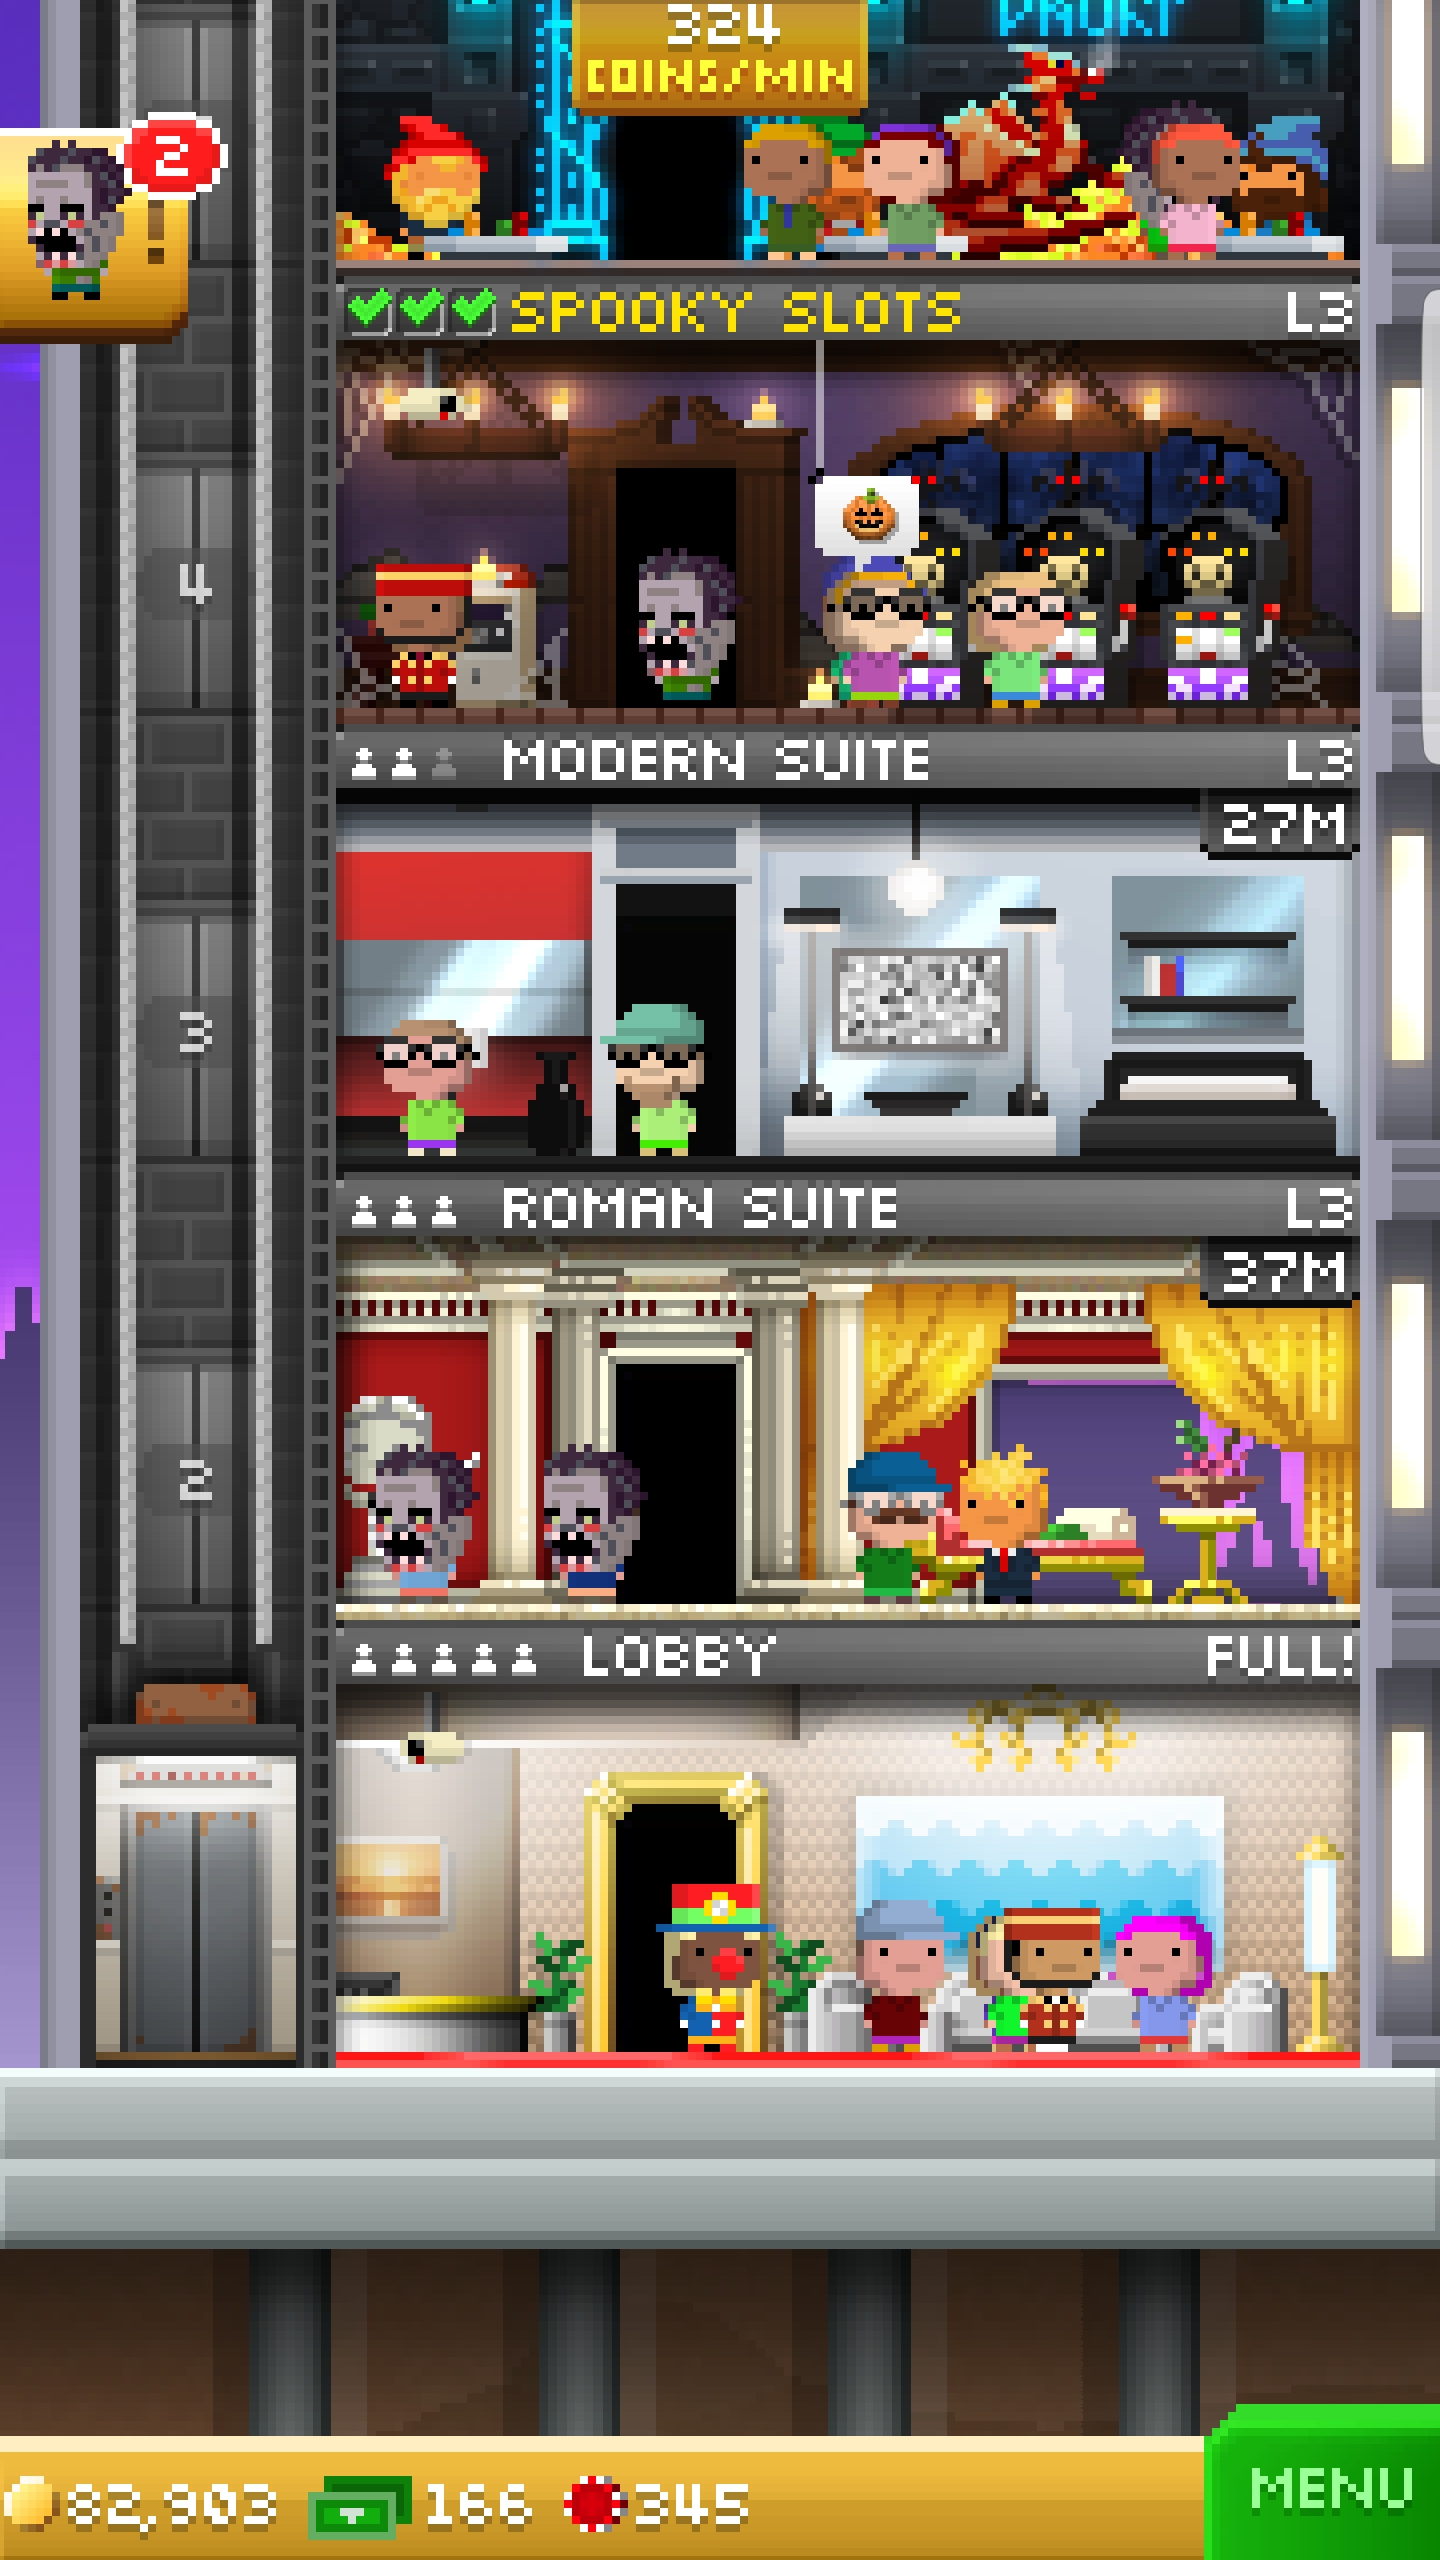 324
COINS/MIN
2
!
SPOOKY SLOTS L3
4
MODERN SUITE L3
27M
3
ROMAN SUITE L3
37M
2
LOBBY FULL!
82,903 166 345
MENU